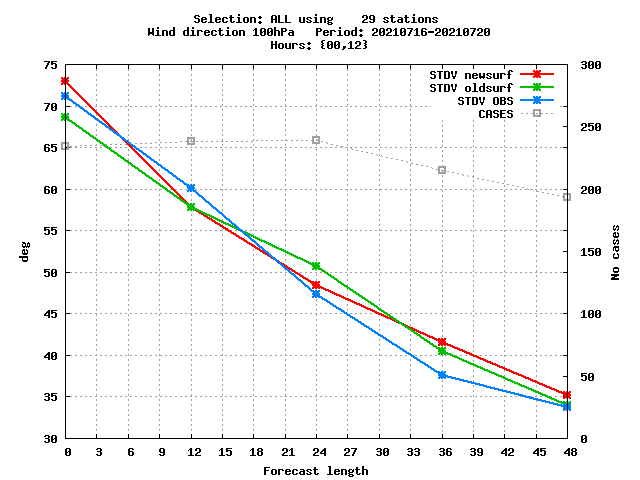 Selection: ALL using    29 stations
Wind direction 100hPa   Period: 20210716-20210720
Hours: {00,12}
75
70
65
60
55
50
45
40
35
30
300
250
200
150
100
50
0
STDV newsurf
STDV oldsurf
STDV OBS
CASES
deg
No cases
0 3 6 9 12 15 18 21 24 27 30 33 36 39 42 45 48
Forecast length